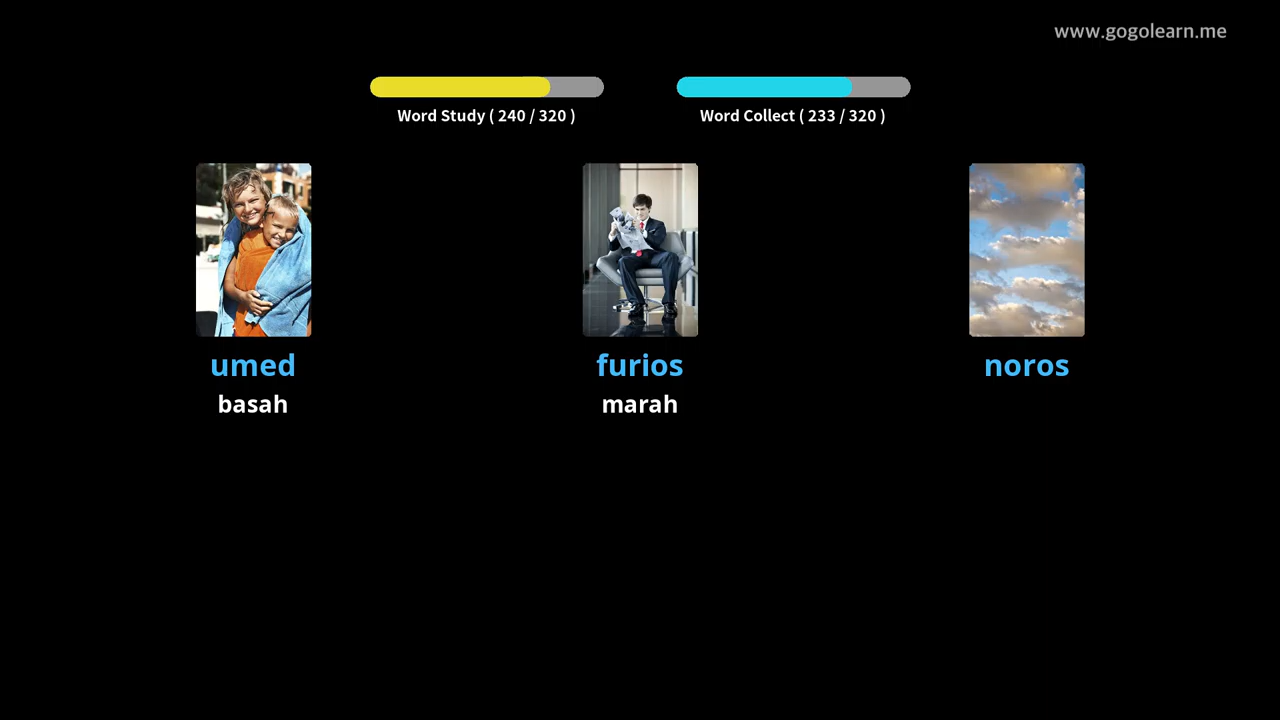 www.gogolearn.me
Word Study ( 240 / 320 )
Word Collect ( 233 / 320 )
umed
furios
noros
basah
marah